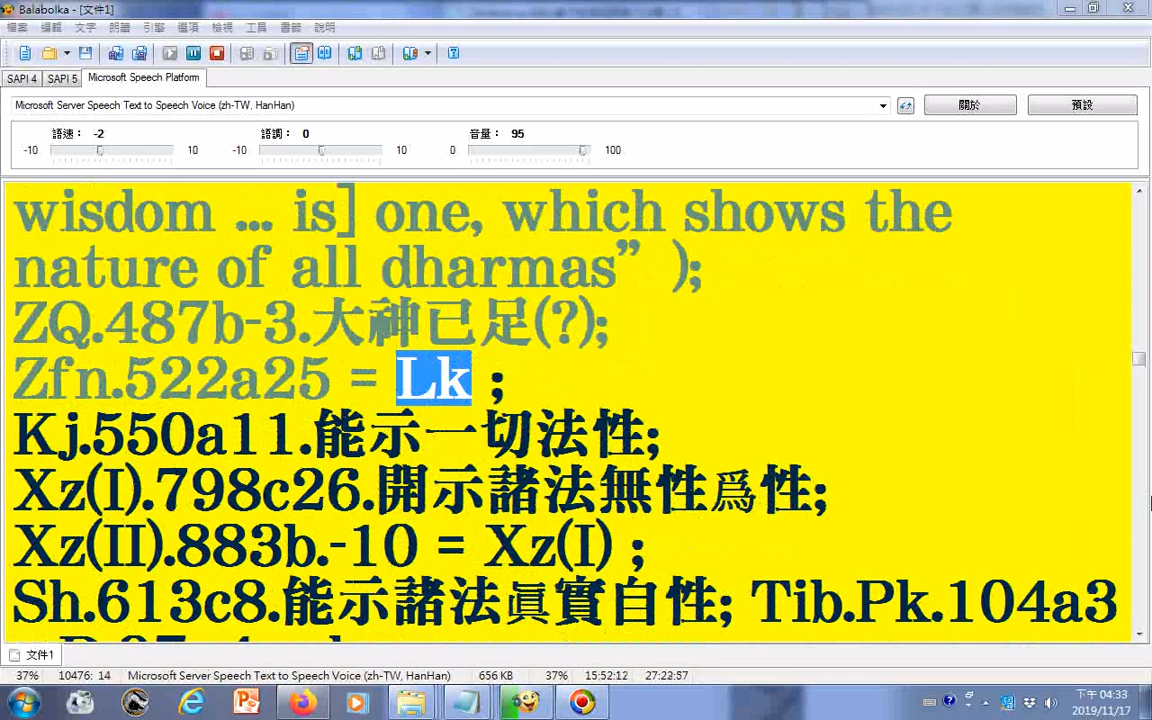 Balabolka - [文件1]
檔案 編輯 文字 朗讀 引擎 選項 檢視 工具 書籤 說明
SAPI 4 SAPI 5 Microsoft Speech Platform
Microsoft Server Speech Text to Speech Voice (zh-TW, HanHan) 關於 預設
語速： -2 語調： 0 音量： 95
-10 10 -10 10 0 100
wisdom ... is] one, which shows the
nature of all dharmas” );
ZQ.487b-3.大神已足(?);
Zfn.522a25 = Lk ;
Kj.550a11.能示一切法性;
Xz(I).798c26.開示諸法無性爲性;
Xz(II).883b.-10 = Xz(I) ;
Sh.613c8.能示諸法眞實自性; Tib.Pk.104a3
文件1
37% 10476: 14 Microsoft Server Speech Text to Speech Voice (zh-TW, HanHan) 656 KB 37% 15:52:12 27:22:57
下午 04:33
2019/11/17